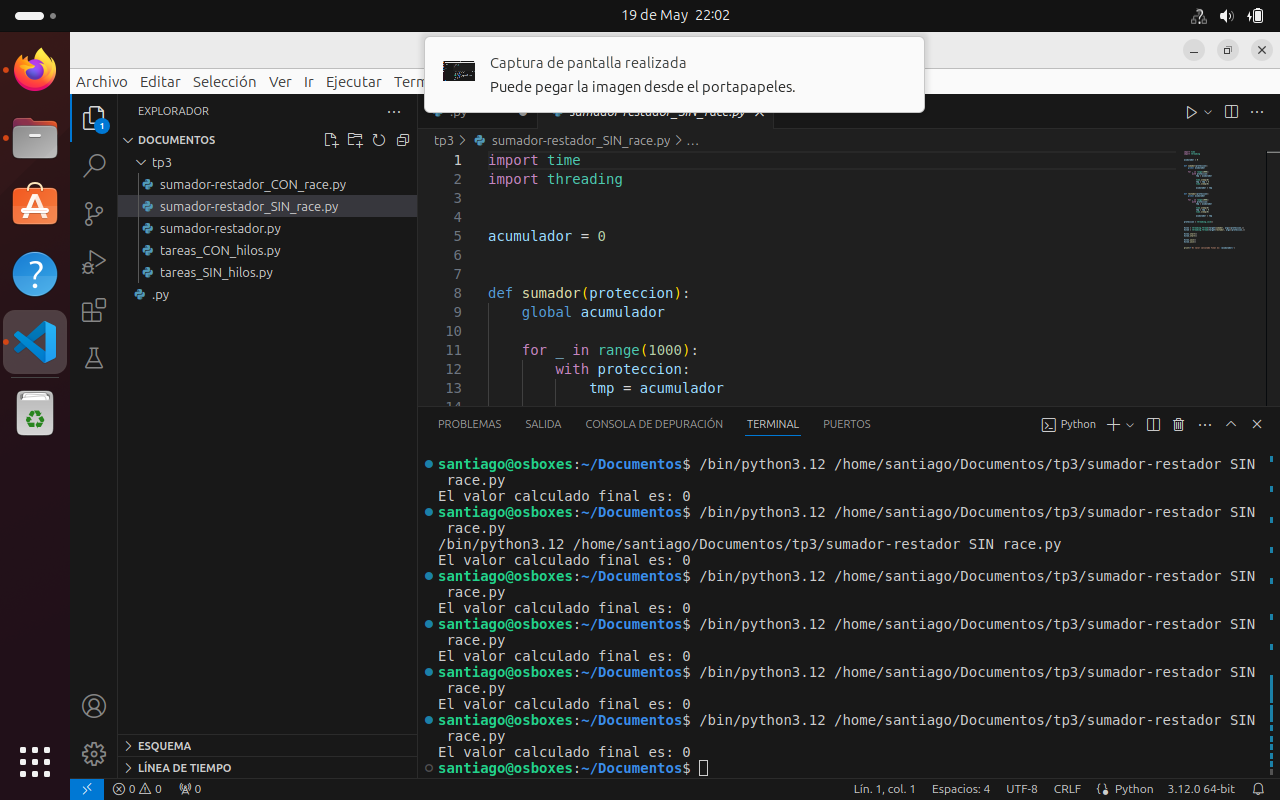 19 de May 22:02
Captura de pantalla realizada
Puede pegar la imagen desde el portapapeles.
Archivo Editar Selección Ver Ir Ejecutar Term
EXPLORADOR
DOCUMENTOS
tp3
sumador-restador_CON_race.py
sumador-restador_SIN_race.py
sumador-restador.py
tareas_CON_hilos.py
tareas_SIN_hilos.py
.py
ESQUEMA
LÍNEA DE TIEMPO
.py sumador-restador_SIN_race.py
tp3 > sumador-restador_SIN_race.py > ...
1 import time
2 import threading
3
4
5 acumulador = 0
6
7
8 def sumador(proteccion):
9 global acumulador
10
11 for _ in range(1000):
12 with proteccion:
13 tmp = acumulador
14
PROBLEMAS SALIDA CONSOLA DE DEPURACIÓN TERMINAL PUERTOS
Python
santiago@osboxes:~/Documentos$ /bin/python3.12 /home/santiago/Documentos/tp3/sumador-restador SIN
race.py
El valor calculado final es: 0
santiago@osboxes:~/Documentos$ /bin/python3.12 /home/santiago/Documentos/tp3/sumador-restador SIN
race.py
/bin/python3.12 /home/santiago/Documentos/tp3/sumador-restador SIN race.py
El valor calculado final es: 0
santiago@osboxes:~/Documentos$ /bin/python3.12 /home/santiago/Documentos/tp3/sumador-restador SIN
race.py
El valor calculado final es: 0
santiago@osboxes:~/Documentos$ /bin/python3.12 /home/santiago/Documentos/tp3/sumador-restador SIN
race.py
El valor calculado final es: 0
santiago@osboxes:~/Documentos$ /bin/python3.12 /home/santiago/Documentos/tp3/sumador-restador SIN
race.py
El valor calculado final es: 0
santiago@osboxes:~/Documentos$ /bin/python3.12 /home/santiago/Documentos/tp3/sumador-restador SIN
race.py
El valor calculado final es: 0
santiago@osboxes:~/Documentos$
0 0 0 Lín. 1, col. 1 Espacios: 4 UTF-8 CRLF Python 3.12.0 64-bit